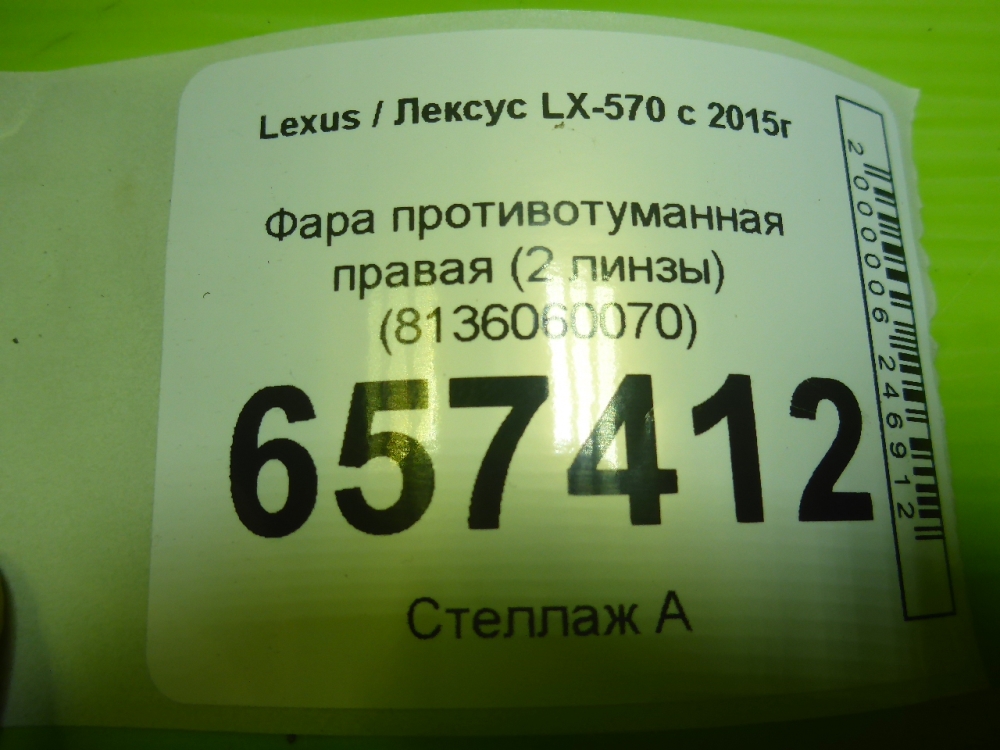 Lexus / Лексус LX-570 с 2015г
Фара противотуманная
правая (2 линзы)
(8136060070)
657412
Стеллаж А
2000006246912